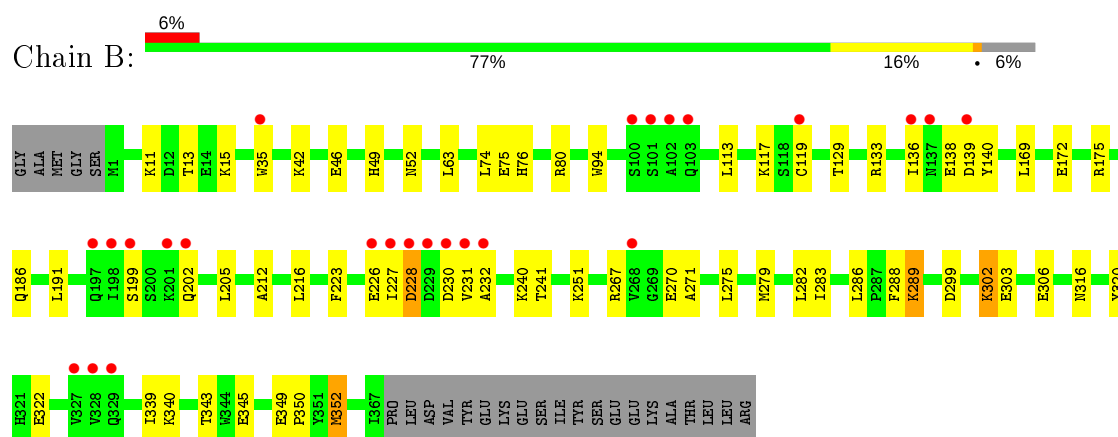 6%
Chain B:
77% 16% • 6%
GLY ALA MET GLY SER M1 K11 D12 T13 E14 K15 W35 K42 E46 H49 N52 L63 L74 E75 H76 R80 W94 S100 S101 A102 Q103 L113 K117 S118 C119 T129 R133 I136 N137 E138 D139 Y140 L169 E172 R175
Q186 L191 Q197 I198 S199 S200 K201 Q202 L205 A212 L216 F223 E226 I227 D228 D229 D230 V231 A232 K240 T241 K251 R267 V268 G269 E270 A271 L275 M279 L282 I283 L286 P287 F288 K289 D299 K302 E303 E306 N316 Y320
H321 E322 V327 V328 Q329 I339 K340 T343 W344 E345 E349 P350 Y351 M352 I367 PRO LEU ASP VAL TYR GLU LYS GLU SER ILE TYR SER GLU GLU LYS ALA THR LEU LEU ARG